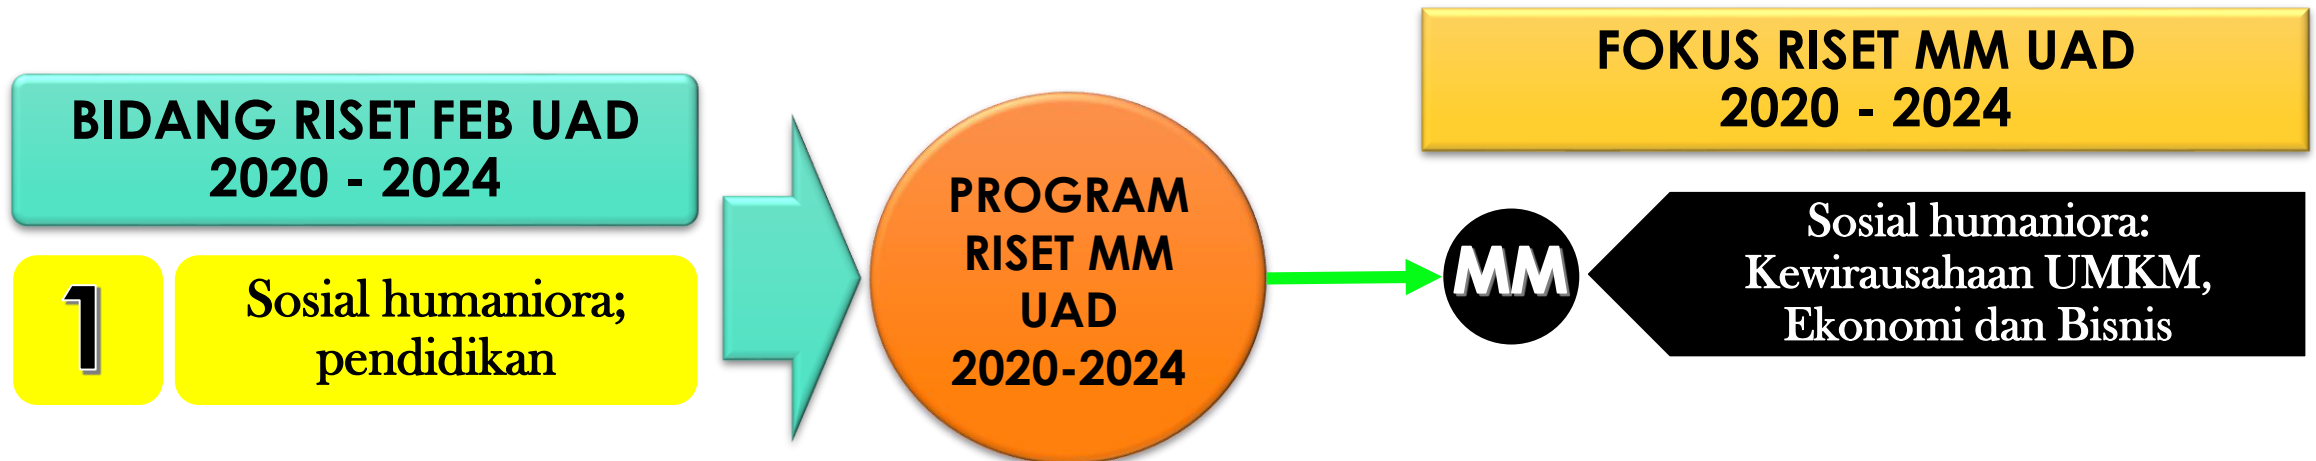 BIDANG RISET FEB UAD
2020 - 2024
1
Sosial humaniora;
pendidikan
PROGRAM
RISET MM
UAD
2020-2024
FOKUS RISET MM UAD
2020 - 2024
MM
Sosial humaniora:
Kewirausahaan UMKM,
Ekonomi dan Bisnis